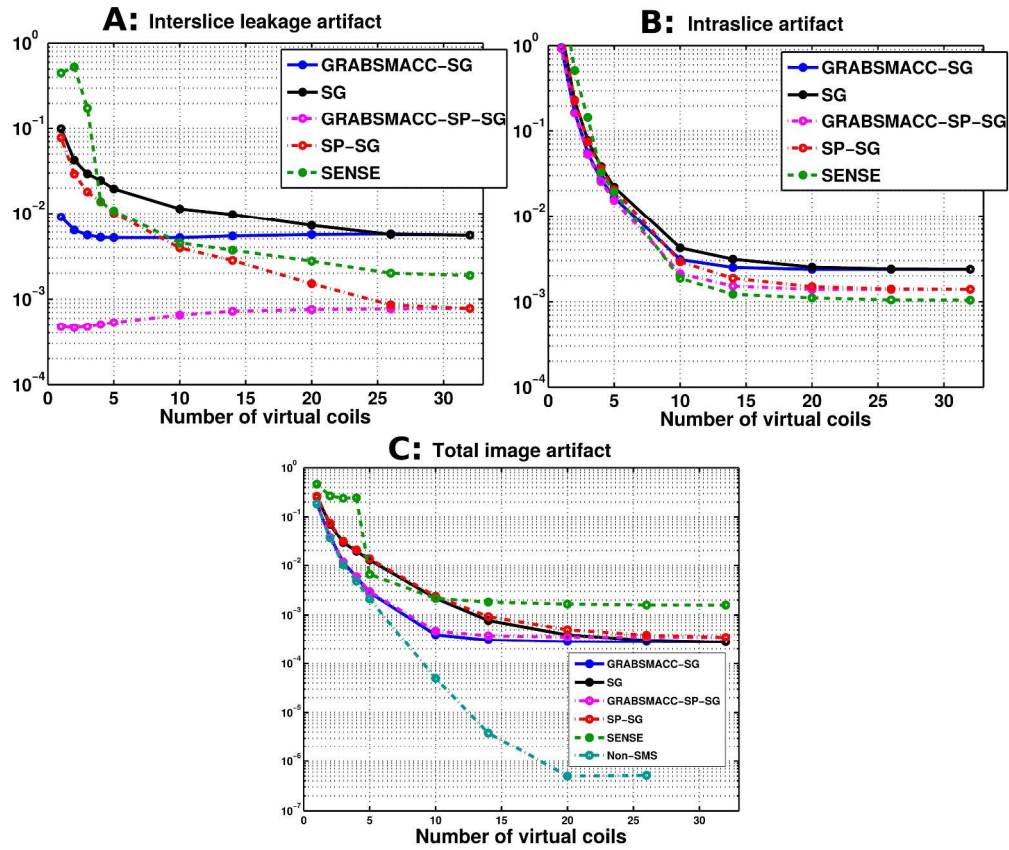 A: Interslice leakage artifact
10^0
10^-1
10^-2
10^-3
10^-4
0 5 10 15 20 25 30
Number of virtual coils
GRABSMACC-SG
SG
GRABSMACC-SP-SG
SP-SG
SENSE
B: Intraslice artifact
10^0
10^-1
10^-2
10^-3
10^-4
0 5 10 15 20 25 30
Number of virtual coils
GRABSMACC-SG
SG
GRABSMACC-SP-SG
SP-SG
SENSE
C: Total image artifact
10^0
10^-1
10^-2
10^-3
10^-4
10^-5
10^-6
10^-7
0 5 10 15 20 25 30
Number of virtual coils
GRABSMACC-SG
SG
GRABSMACC-SP-SG
SP-SG
SENSE
Non-SMS